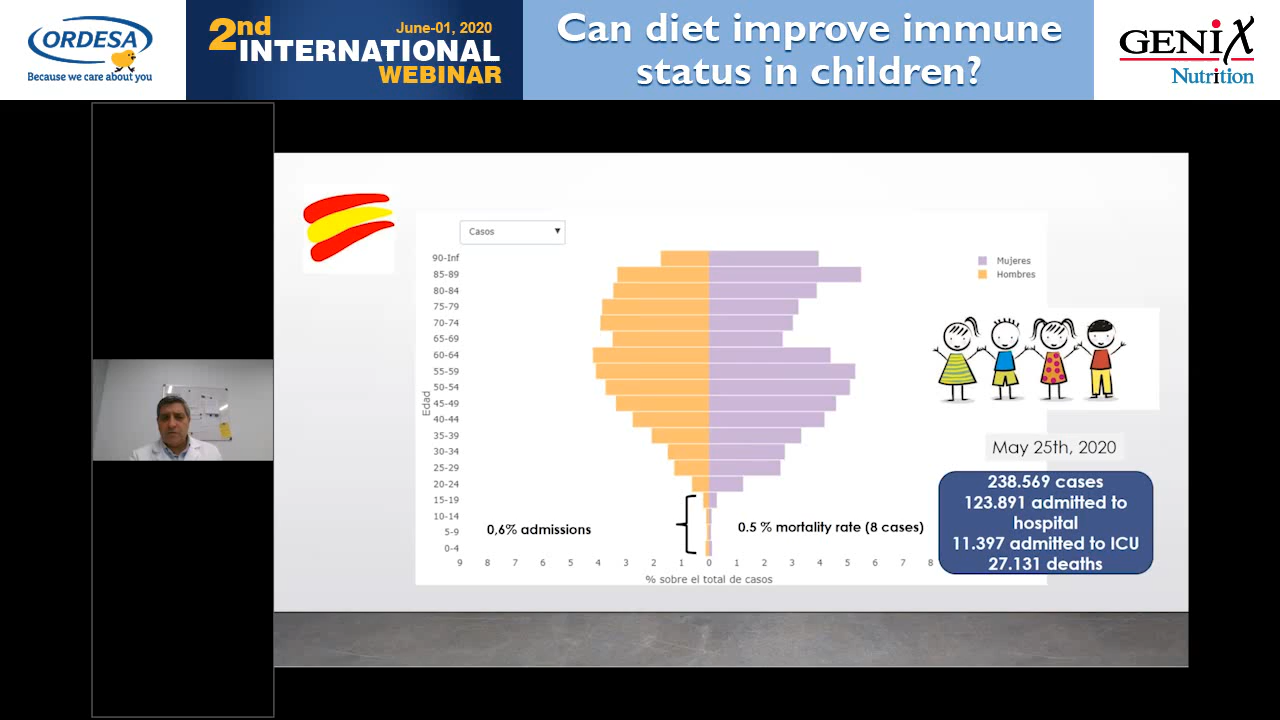 ORDESA
Because we care about you
2nd
June-01, 2020
INTERNATIONAL
WEBINAR
Can diet improve immune
status in children?
GENiX
Nutrition
Casos
Mujeres
Hombres
90-Inf
85-89
80-84
75-79
70-74
65-69
60-64
55-59
50-54
45-49
40-44
35-39
30-34
25-29
20-24
15-19
10-14
5-9
0-4
Edad
0,6% admissions
0.5 % mortality rate (8 cases)
9 8 7 6 5 4 3 2 1 0 1 2 3 4 5 6 7 8
% sobre el total de casos
May 25th, 2020
238.569 cases
123.891 admitted to
hospital
11.397 admitted to ICU
27.131 deaths